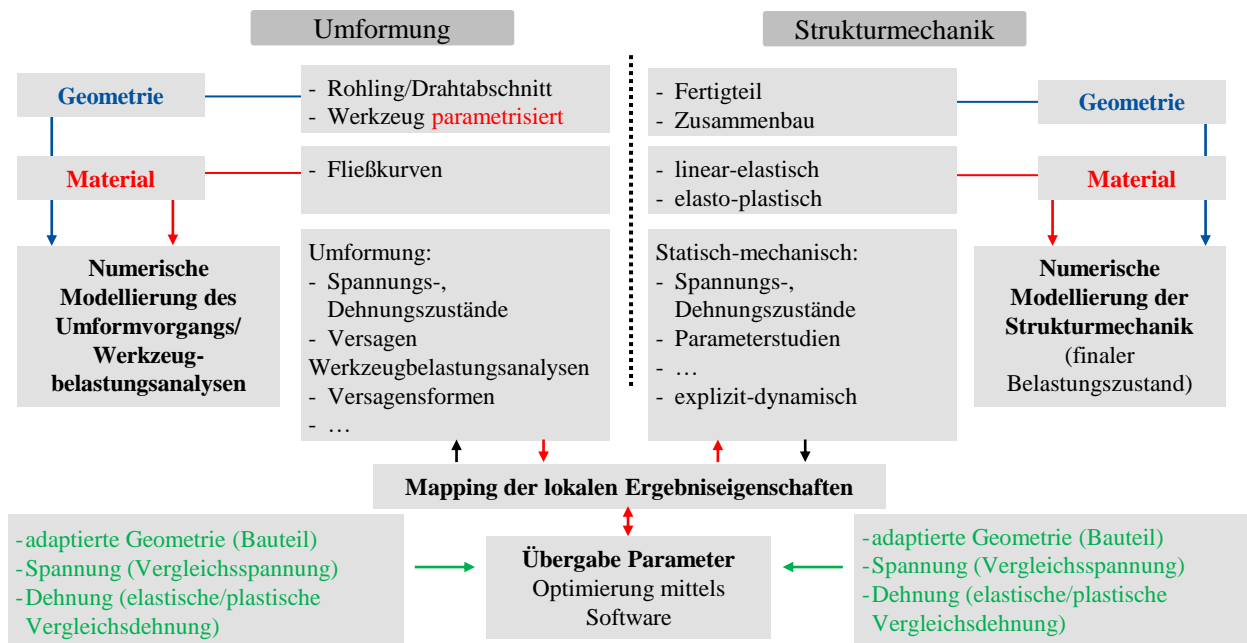 Umformung
Strukturmechanik
Geometrie
- Rohling/Drahtabschnitt
- Werkzeug parametrisiert
- Fertigteil
- Zusammenbau
Geometrie
Material
- Fließkurven
- linear-elastisch
- elasto-plastisch
Material
Numerische
Modellierung des
Umformvorgangs/
Werkzeug-
belastungsanalysen
Umformung:
- Spannungs-,
Dehnungszustände
- Versagen
Werkzeugbelastungsanalysen
- Versagensformen
- …
Statisch-mechanisch:
- Spannungs-,
Dehnungszustände
- Parameterstudien
- …
- explizit-dynamisch
Numerische
Modellierung der
Strukturmechanik
(finaler
Belastungszustand)
Mapping der lokalen Ergebniseigenschaften
-adaptierte Geometrie (Bauteil)
-Spannung (Vergleichsspannung)
-Dehnung (elastische/plastische
Vergleichsdehnung)
Übergabe Parameter
Optimierung mittels
Software
-adaptierte Geometrie (Bauteil)
-Spannung (Vergleichsspannung)
-Dehnung (elastische/plastische
Vergleichsdehnung)